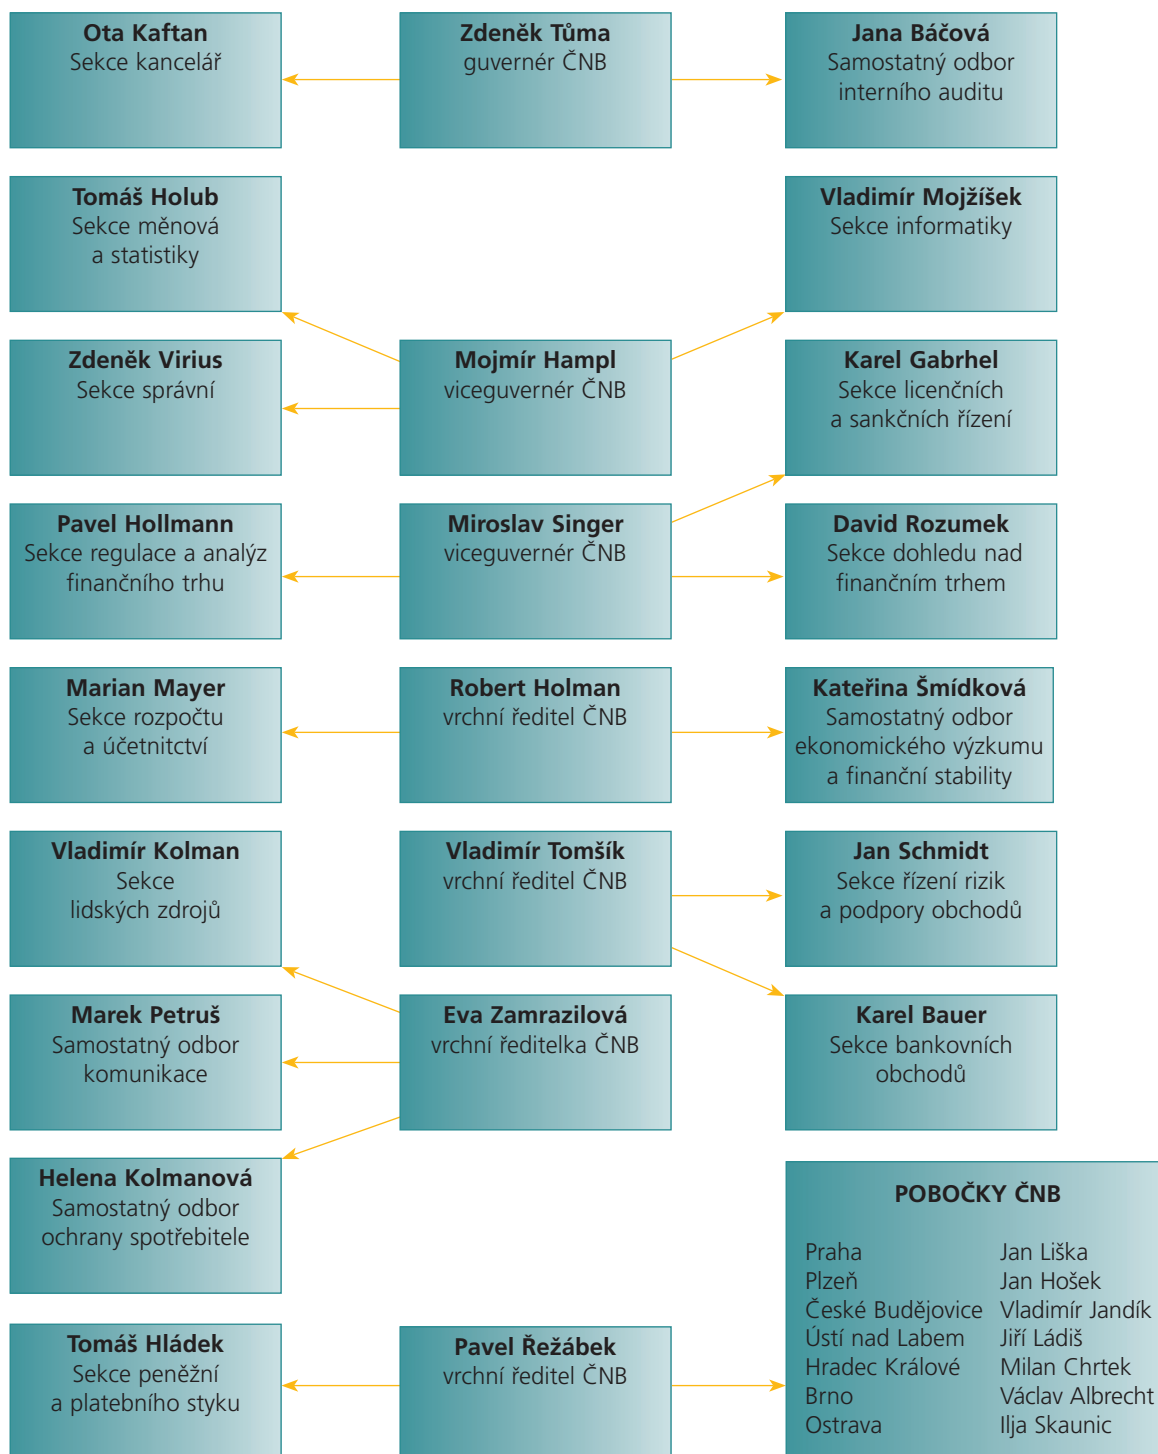 Ota Kaftan
Sekce kancelář
Zdeněk Tůma
guvernér ČNB
Jana Báčová
Samostatný odbor
interního auditu
Tomáš Holub
Sekce měnová
a statistiky
Vladimír Mojžíšek
Sekce informatiky
Zdeněk Virius
Sekce správní
Mojmír Hampl
viceguvernér ČNB
Karel Gabrhel
Sekce licenčních
a sankčních řízení
Pavel Hollmann
Sekce regulace a analýz
finančního trhu
Miroslav Singer
viceguvernér ČNB
David Rozumek
Sekce dohledu nad
finančním trhem
Marian Mayer
Sekce rozpočtu
a účetnitctví
Robert Holman
vrchní ředitel ČNB
Kateřina Šmídková
Samostatný odbor
ekonomického výzkumu
a finanční stability
Vladimír Kolman
Sekce
lidských zdrojů
Vladimír Tomšík
vrchní ředitel ČNB
Jan Schmidt
Sekce řízení rizik
a podpory obchodů
Marek Petruš
Samostatný odbor
komunikace
Eva Zamrazilová
vrchní ředitelka ČNB
Karel Bauer
Sekce bankovních
obchodů
Helena Kolmanová
Samostatný odbor
ochrany spotřebitele
POBOČKY ČNB
Praha Jan Liška
Plzeň Jan Hošek
České Budějovice Vladimír Jandík
Ústí nad Labem Jiří Ládiš
Hradec Králové Milan Chrtek
Brno Václav Albrecht
Ostrava Ilja Skaunic
Tomáš Hládek
Sekce peněžní
a platebního styku
Pavel Řežábek
vrchní ředitel ČNB